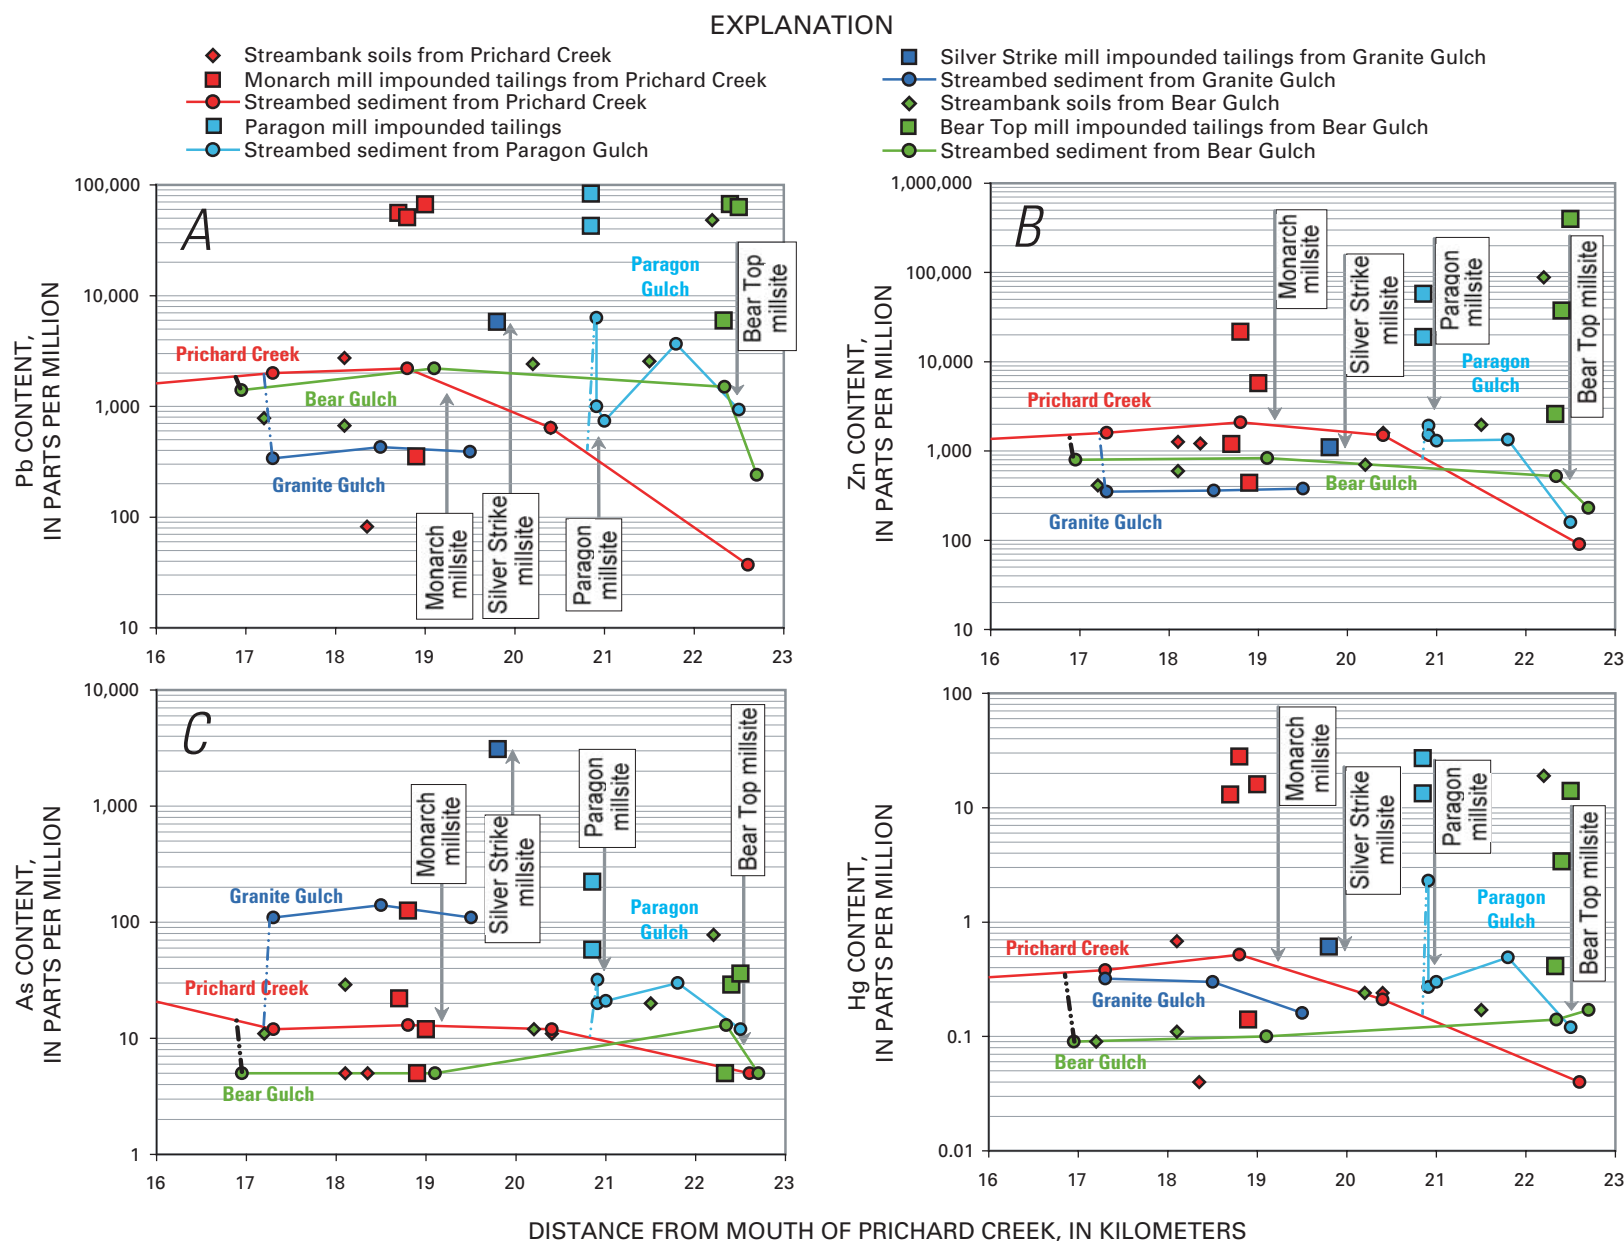 EXPLANATION
Streambank soils from Prichard Creek
Monarch mill impounded tailings from Prichard Creek
Streambed sediment from Prichard Creek
Paragon mill impounded tailings
Streambed sediment from Paragon Gulch
Silver Strike mill impounded tailings from Granite Gulch
Streambed sediment from Granite Gulch
Streambank soils from Bear Gulch
Bear Top mill impounded tailings from Bear Gulch
Streambed sediment from Bear Gulch
A
Pb CONTENT,
IN PARTS PER MILLION
100,000
10,000
1,000
100
10
Prichard Creek
Bear Gulch
Granite Gulch
Paragon
Gulch
Monarch
millsite
Silver Strike
millsite
Paragon
millsite
Bear Top
millsite
16 17 18 19 20 21 22 23
B
Zn CONTENT,
IN PARTS PER MILLION
1,000,000
100,000
10,000
1,000
100
10
Prichard Creek
Granite Gulch
Bear Gulch
Paragon
Gulch
Monarch
millsite
Silver Strike
millsite
Paragon
millsite
Bear Top millsite
16 17 18 19 20 21 22 23
C
As CONTENT,
IN PARTS PER MILLION
10,000
1,000
100
10
1
Granite Gulch
Prichard Creek
Bear Gulch
Paragon
Gulch
Monarch
millsite
Silver Strike
millsite
Paragon
millsite
Bear Top millsite
16 17 18 19 20 21 22 23
Hg CONTENT,
IN PARTS PER MILLION
100
10
1
0.1
0.01
Prichard Creek
Granite Gulch
Bear Gulch
Paragon
Gulch
Monarch
millsite
Silver Strike
millsite
Paragon
millsite
Bear Top millsite
16 17 18 19 20 21 22 23
DISTANCE FROM MOUTH OF PRICHARD CREEK, IN KILOMETERS